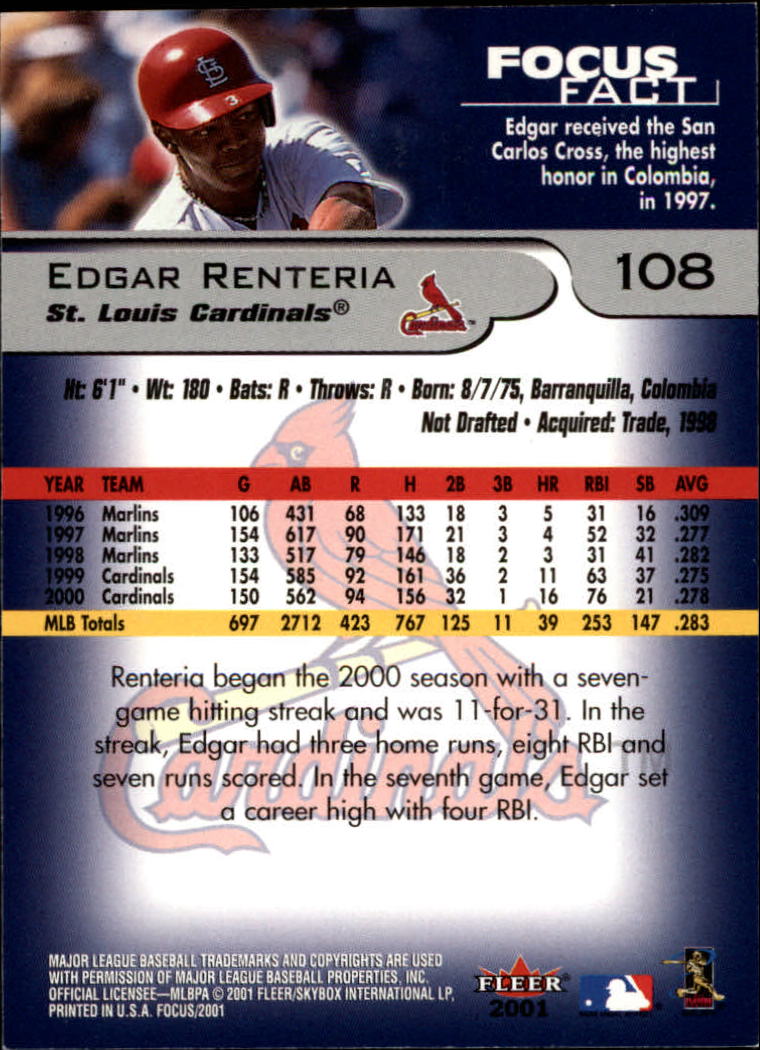 FOCUS
FACT
Edgar received the San
Carlos Cross, the highest
honor in Colombia,
in 1997.
3
EDGAR RENTERIA
St. Louis Cardinals®
Cardinals™
108
Ht: 6'1" • Wt: 180 • Bats: R • Throws: R • Born: 8/7/75, Barranquilla, Colombia
Not Drafted • Acquired: Trade, 1998
YEAR TEAM G AB R H 2B 3B HR RBI SB AVG
1996 Marlins 106 431 68 133 18 3 5 31 16 .309
1997 Marlins 154 617 90 171 21 3 4 52 32 .277
1998 Marlins 133 517 79 146 18 2 3 31 41 .282
1999 Cardinals 154 585 92 161 36 2 11 63 37 .275
2000 Cardinals 150 562 94 156 32 1 16 76 21 .278
MLB Totals 697 2712 423 767 125 11 39 253 147 .283
Renteria began the 2000 season with a seven-
game hitting streak and was 11-for-31. In the
streak, Edgar had three home runs, eight RBI and
seven runs scored. In the seventh game, Edgar set
a career high with four RBI.
Cardinals™
MAJOR LEAGUE BASEBALL TRADEMARKS AND COPYRIGHTS ARE USED
WITH PERMISSION OF MAJOR LEAGUE BASEBALL PROPERTIES, INC.
OFFICIAL LICENSEE—MLBPA © 2001 FLEER/SKYBOX INTERNATIONAL LP.
PRINTED IN U.S.A. FOCUS/2001
FLEER®
2001
PLAYERS